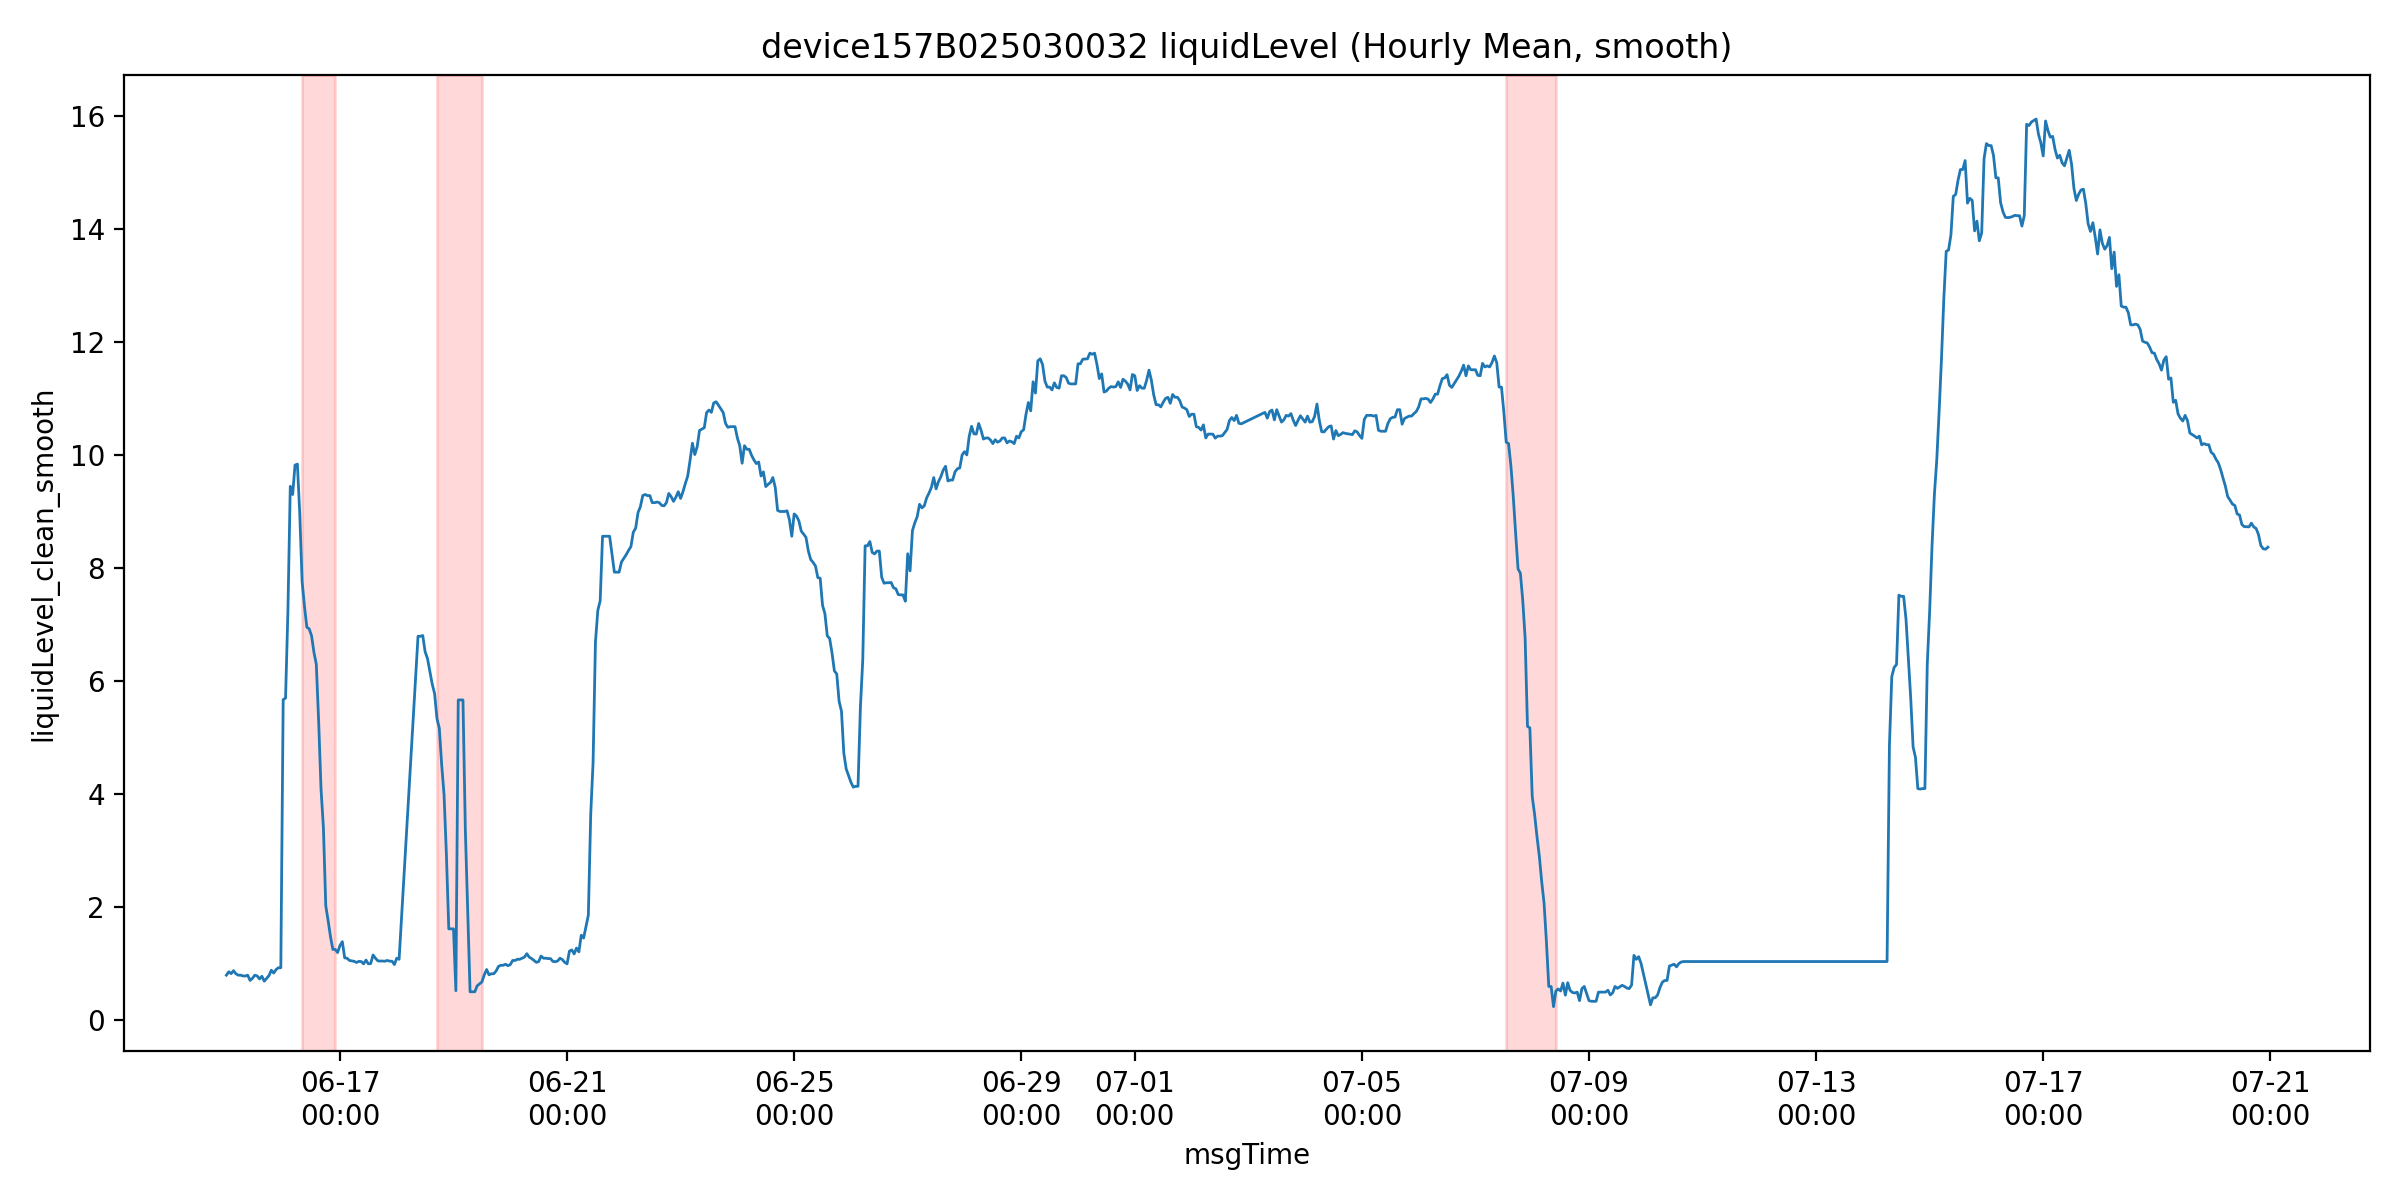 device157B025030032 liquidLevel (Hourly Mean, smooth)
liquidLevel_clean_smooth
16
14
12
10
8
6
4
2
0
06-17 06-21 06-25 06-29 07-01 07-05 07-09 07-13 07-17 07-21
00:00 00:00 00:00 00:00 00:00 00:00 00:00 00:00 00:00 00:00
msgTime